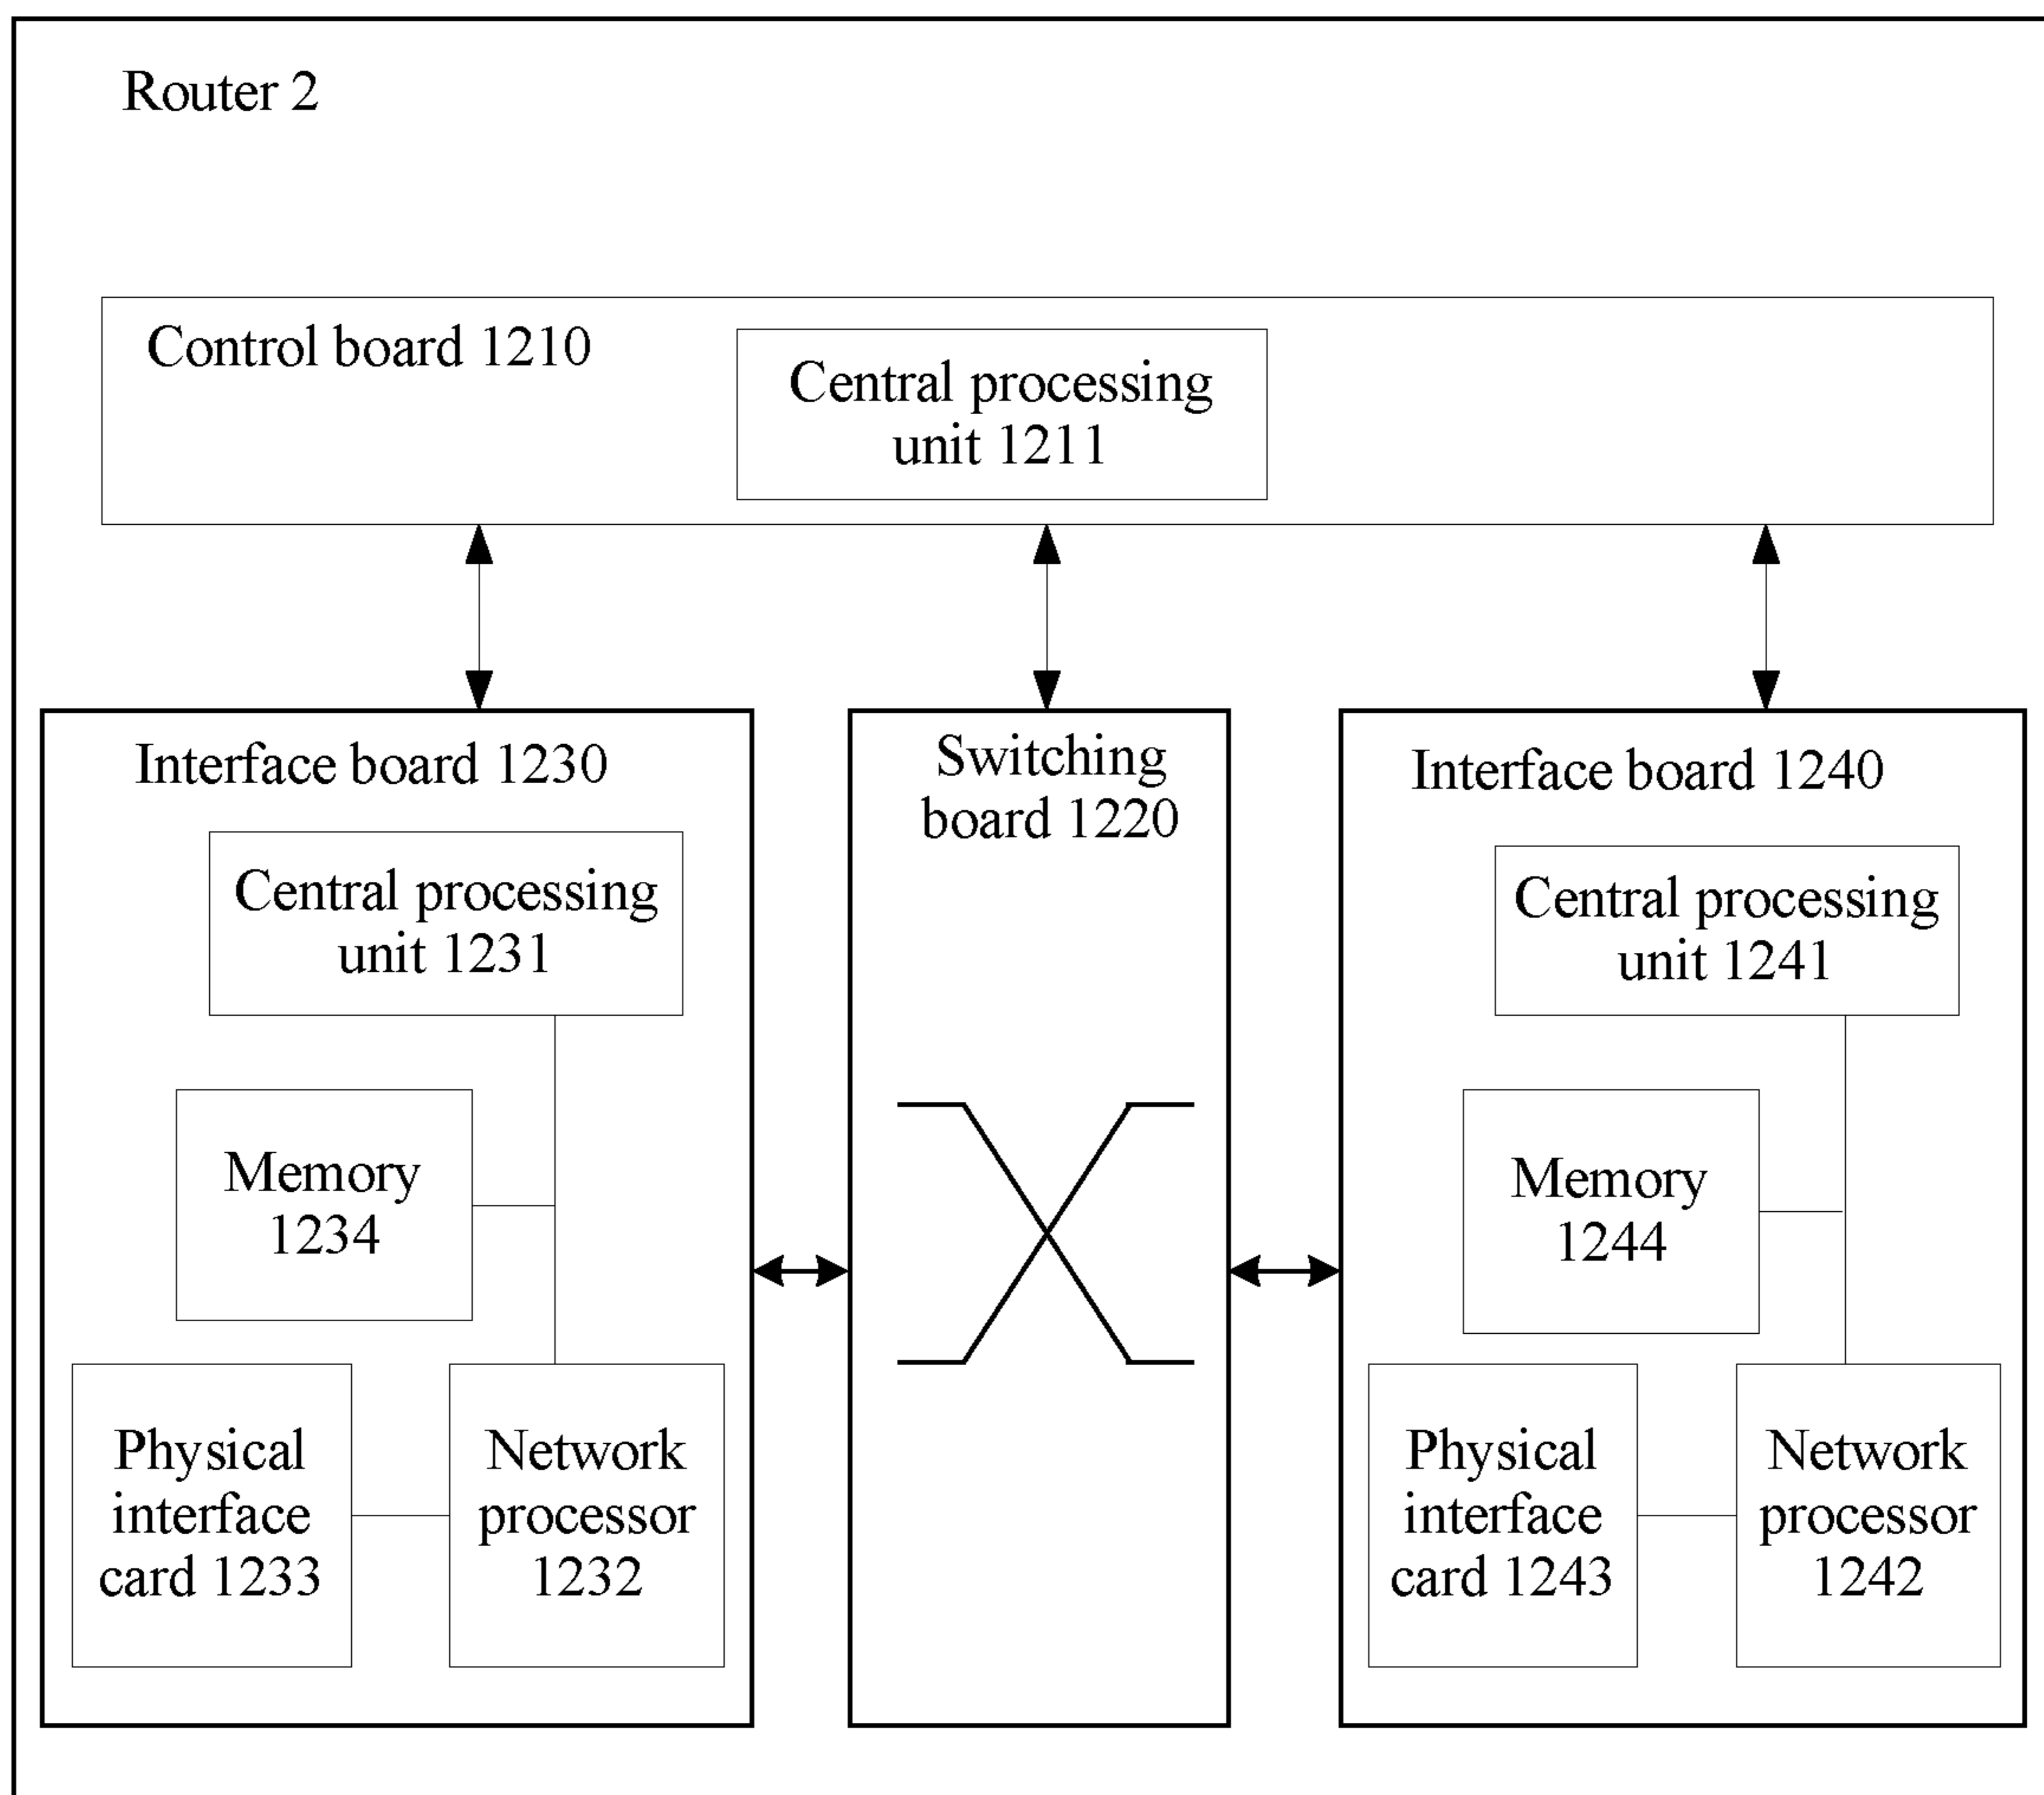 Router 2
Control board 1210
Central processing
unit 1211
Interface board 1230
Central processing
unit 1231
Memory
1234
Physical
interface
card 1233
Network
processor
1232
Switching
board 1220
Interface board 1240
Central processing
unit 1241
Memory
1244
Physical
interface
card 1243
Network
processor
1242